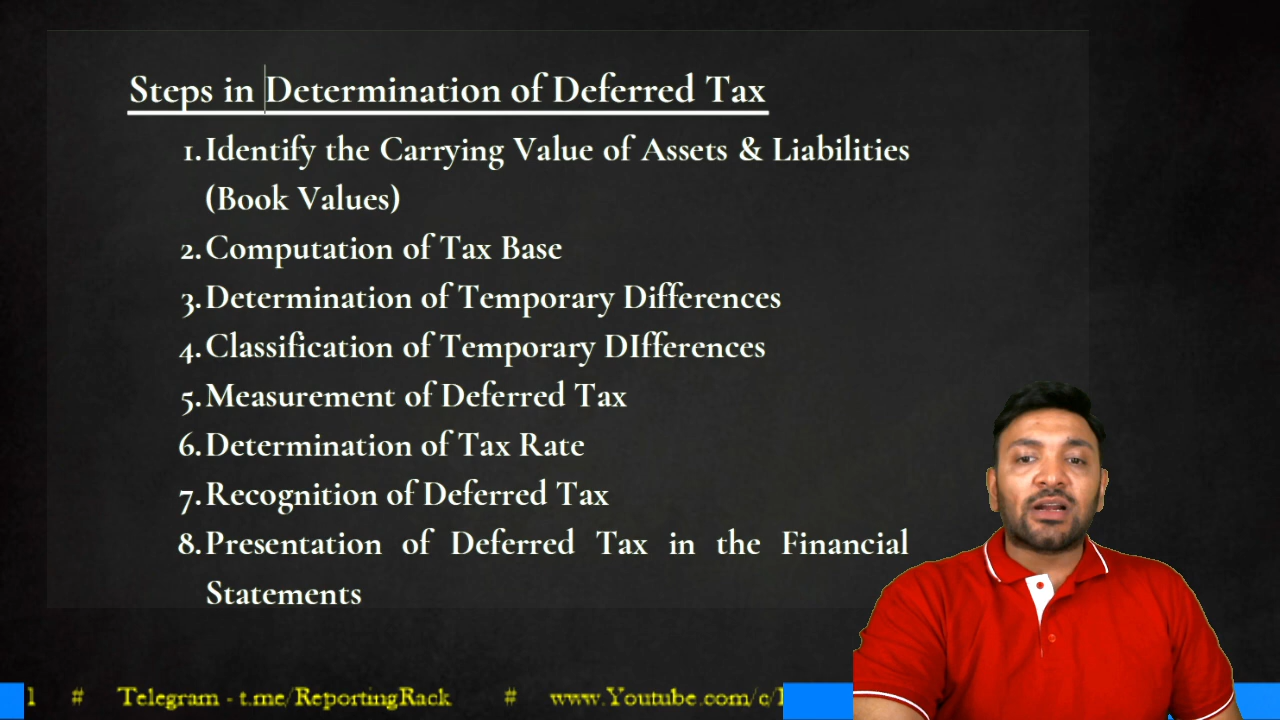 Steps in Determination of Deferred Tax
1. Identify the Carrying Value of Assets & Liabilities
(Book Values)
2. Computation of Tax Base
3. Determination of Temporary Differences
4. Classification of Temporary DIfferences
5. Measurement of Deferred Tax
6. Determination of Tax Rate
7. Recognition of Deferred Tax
8. Presentation of Deferred Tax in the Financial
Statements
# Telegram - t.me/ReportingRack # www.Youtube.com/c/